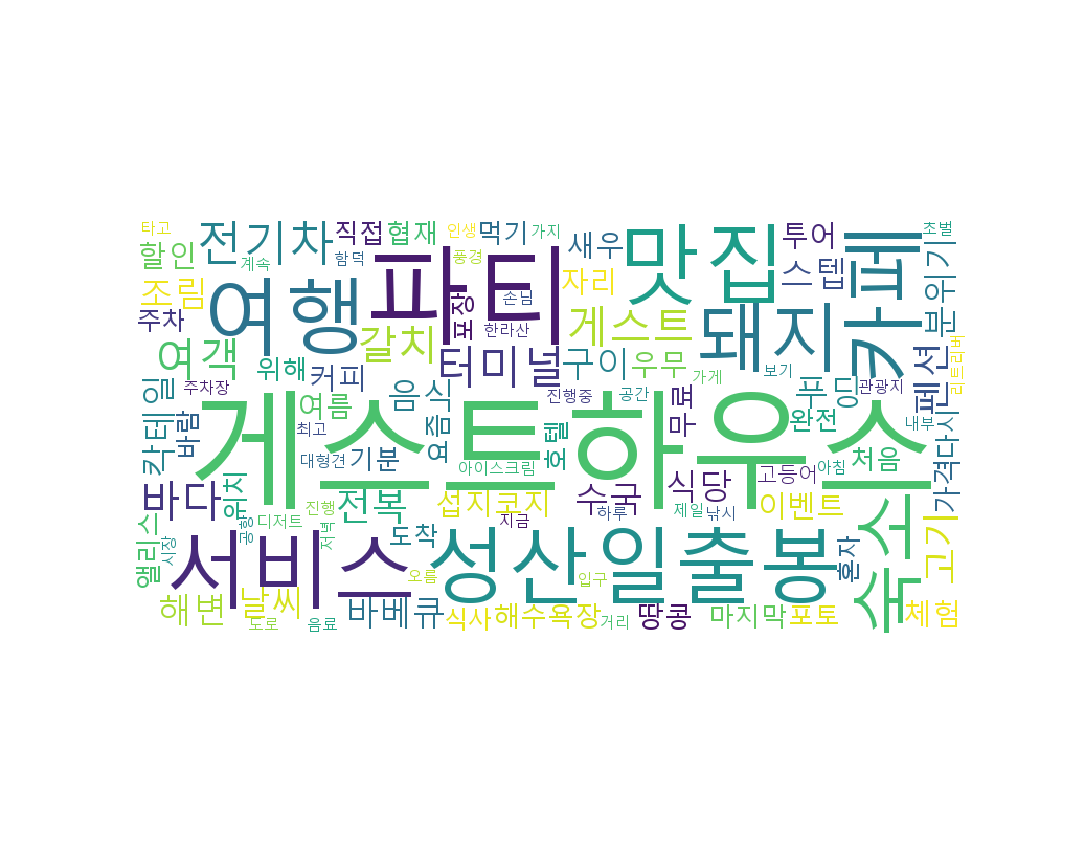 타고
할인
전기차
계속
직접
함덕
협재
인생
풍경
먹기
가지
새우
맛집
투어
초벌
조림
주차
여행
파티
포장
손님
한라산
자리
게스트
스텝
카페
분위기
여객
위해
커피
갈치
터미널
구이
우무
가게
돼지
보기
푸딩
관광지
펜션
리트리버
칵테일
바람
주차장
여름
최고
음식
요즘
진행중
공간
무료
완전
내부
게스트하우스
대형견
기분
아이스크림
호텔
고등어
아침
처음
다시
가격
바다
위치
전복
섭지코지
수국
식당
이벤트
숙소
앨리스
시장
공항
디저트
진행
저녁
도착
지금
하루
제일
낚시
혼자
고기
서비스
성산일출봉
오름
입구
해변
날씨
바베큐
식사
해수욕장
거리
땅콩
마지막
포토
체험
도로
음료